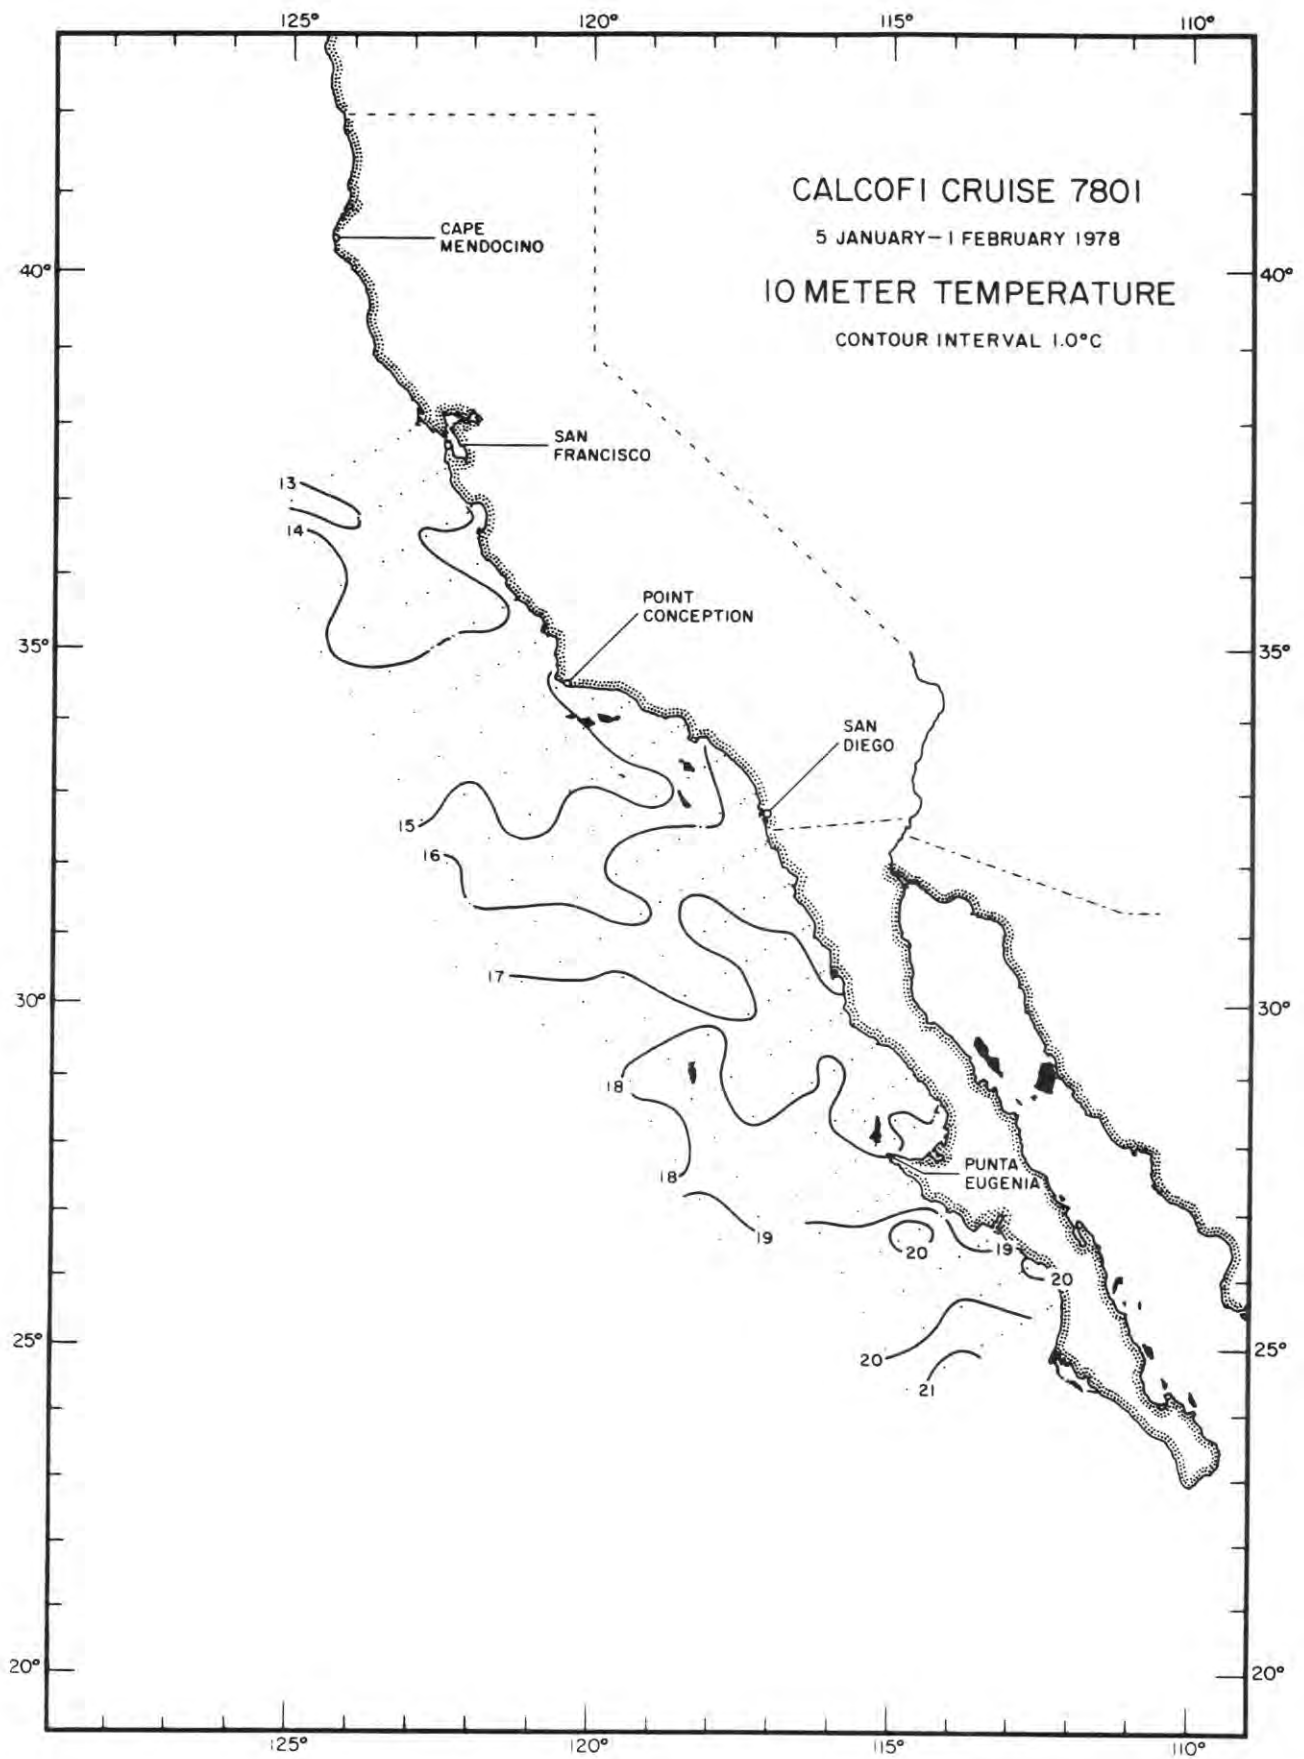 125°
120°
115°
110°
CALCOFI CRUISE 7801
5 JANUARY–1 FEBRUARY 1978
10 METER TEMPERATURE
CONTOUR INTERVAL 1.0°C
CAPE
MENDOCINO
40°
40°
SAN
FRANCISCO
13
14
POINT
CONCEPTION
35°
35°
SAN
DIEGO
15
16
17
30°
30°
18
18
PUNTA
EUGENIA
19
19
20
20
25°
25°
20
21
20°
20°
125°
120°
115°
110°